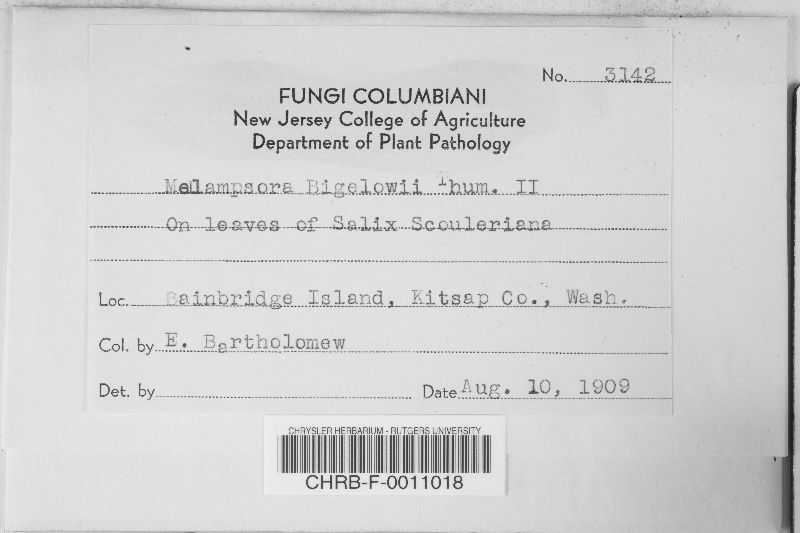 No. 3142
FUNGI COLUMBIANI
New Jersey College of Agriculture
Department of Plant Pathology
Melampsora Bigelowii Thum. II
On leaves of Salix Scouleriana
Loc. Bainbridge Island, Kitsap Co., Wash.
Col. by E. Bartholomew
Det. by
Date Aug. 10, 1909
CHRYSLER HERBARIUM - RUTGERS UNIVERSITY
CHRB-F-0011018